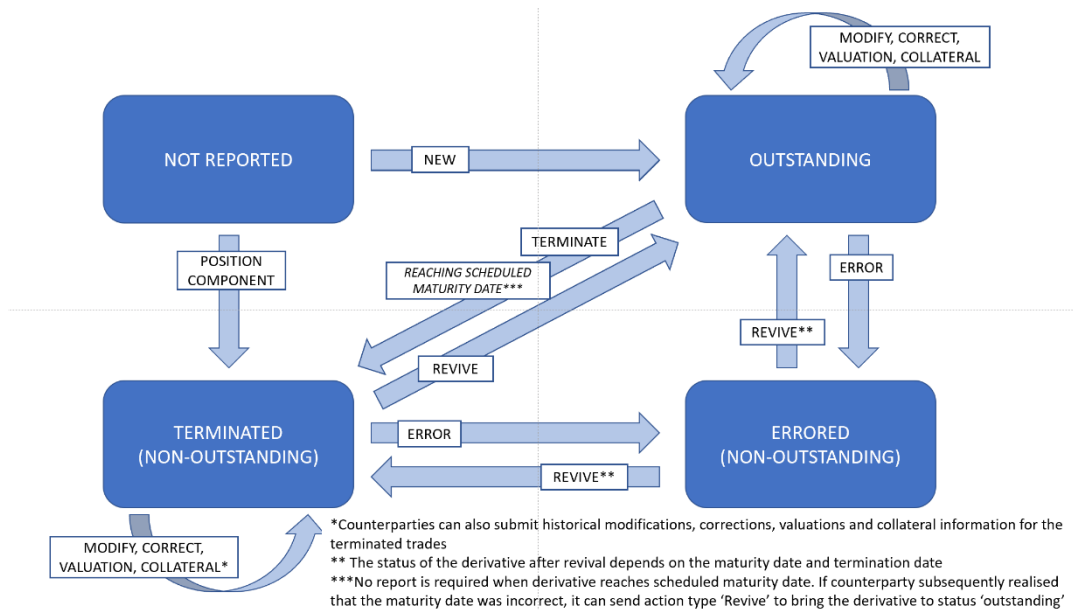 MODIFY, CORRECT,
VALUATION, COLLATERAL
NOT REPORTED
NEW
OUTSTANDING
TERMINATE
POSITION
COMPONENT
REACHING SCHEDULED
MATURITY DATE***
ERROR
REVIVE**
REVIVE
TERMINATED
(NON-OUTSTANDING)
ERROR
ERRORED
(NON-OUTSTANDING)
REVIVE**
MODIFY, CORRECT,
VALUATION, COLLATERAL*
*Counterparties can also submit historical modifications, corrections, valuations and collateral information for the
terminated trades
** The status of the derivative after revival depends on the maturity date and termination date
***No report is required when derivative reaches scheduled maturity date. If counterparty subsequently realised
that the maturity date was incorrect, it can send action type ‘Revive’ to bring the derivative to status ‘outstanding’